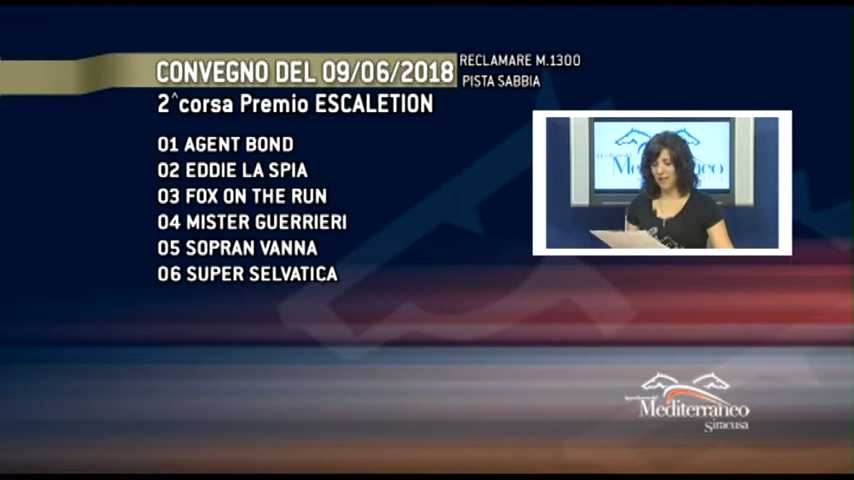 CONVEGNO DEL 09/06/2018
RECLAMARE M.1300
PISTA SABBIA
2^corsa Premio ESCALETION
01 AGENT BOND
02 EDDIE LA SPIA
03 FOX ON THE RUN
04 MISTER GUERRIERI
05 SOPRAN VANNA
06 SUPER SELVATICA
Mediterraneo
Siracusa